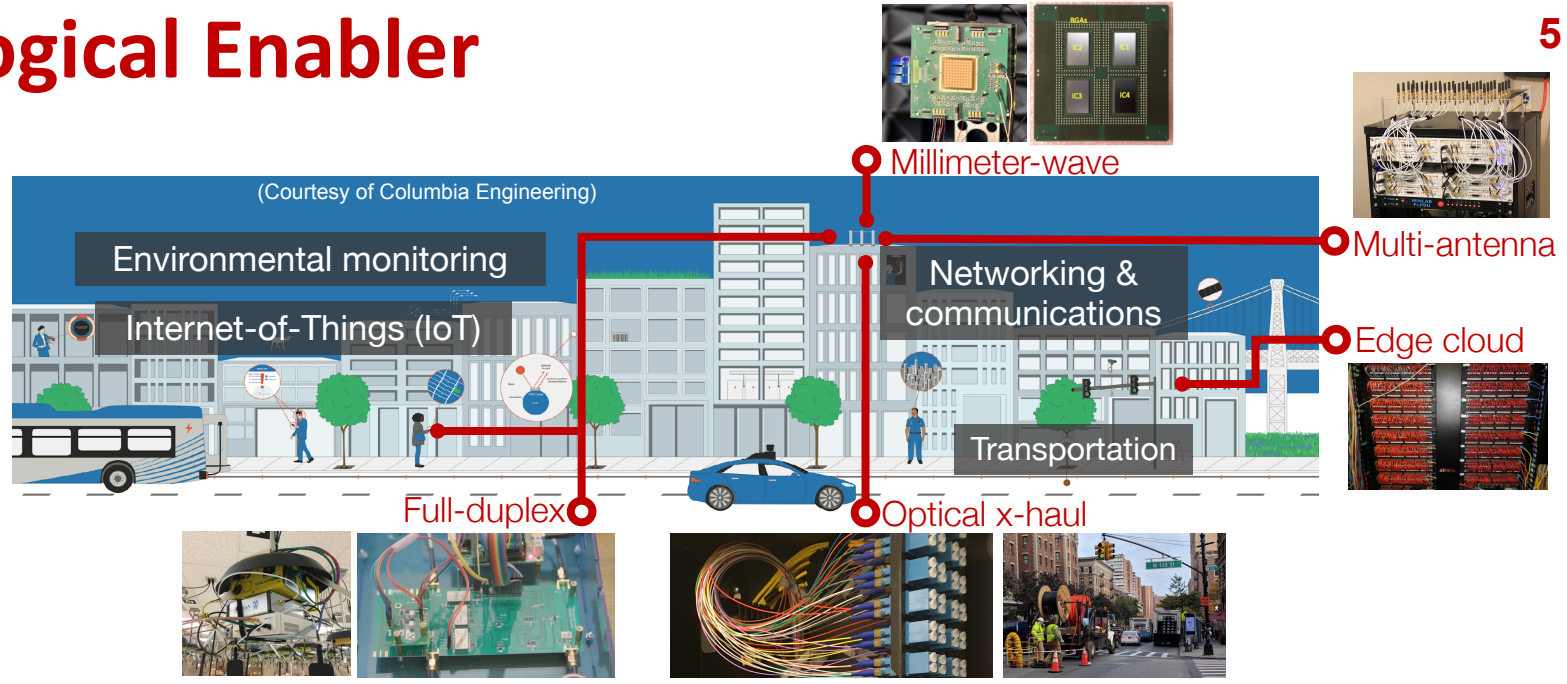 ogical Enabler
5
BGAs
IC2
IC1
IC3
IC4
Millimeter-wave
(Courtesy of Columbia Engineering)
Environmental monitoring
Internet-of-Things (IoT)
Networking &
communications
Multi-antenna
Edge cloud
Transportation
Full-duplex
Optical x-haul
W 120 ST